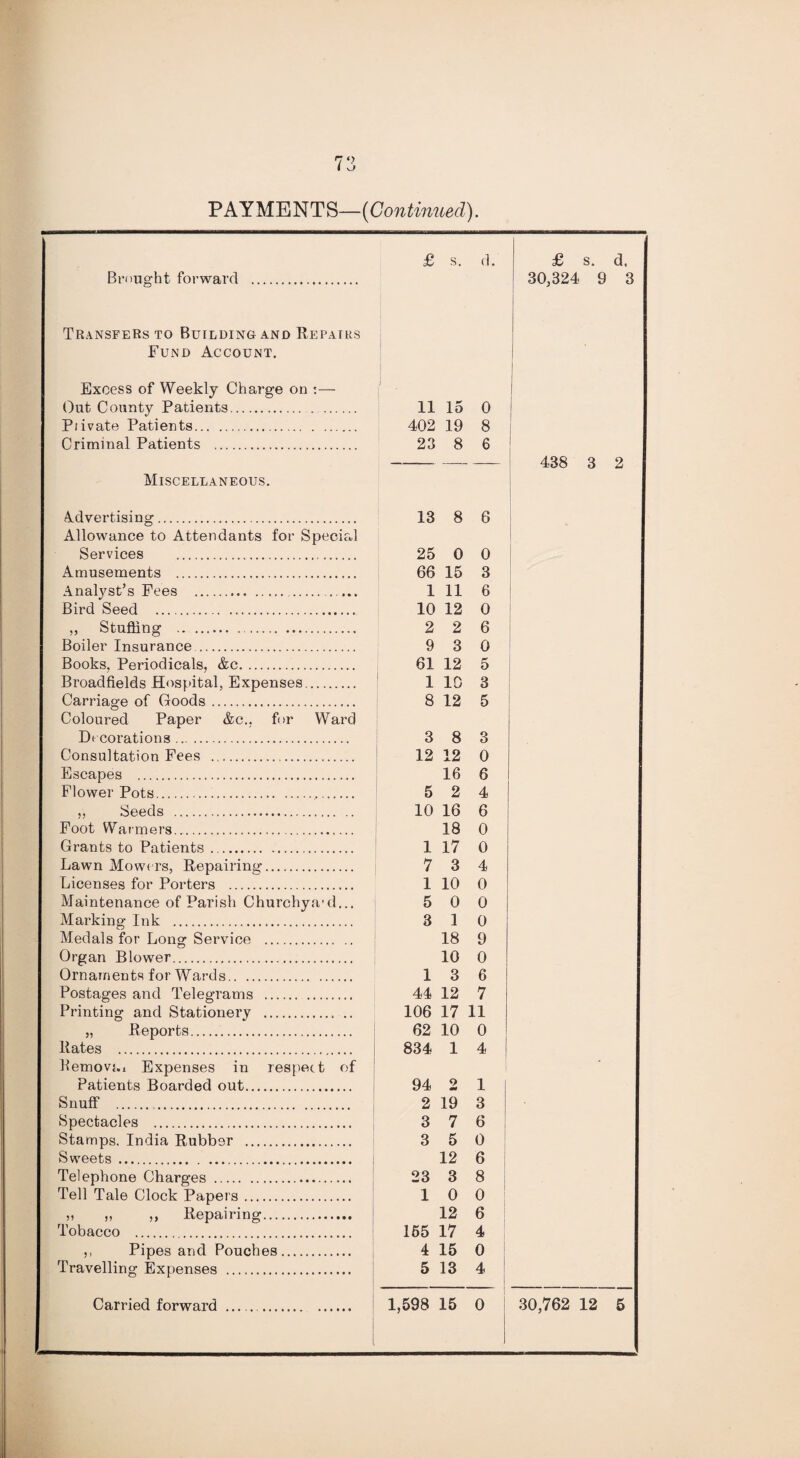 73
PAYMENTS—(Continued).
£ s. d. £ s. d.
Brought forward .................... 30,324 9 3
TRANSFERS TO BUILDING AND REPAIRS
FUND ACCOUNT.
Excess of Weekly Charge on :—
Out County Patients.................... 11 15 0
Private Patients.................... 402 19 8
Criminal Patients .................... 23 8 6
438 3 2
MISCELLANEOUS.
Advertising.................... 13 8 6
Allowance to Attendants for Special
Services .................... 25 0 0
Amusements .................... 66 15 3
Analyst's Fees .................... 1 11 6
Bird Seed .................... 10 12 0
„ Stuffing .................... 2 2 6
Boiler Insurance.................... 9 3 0
Books, Periodicals, &c.................... 61 12 5
Broadfields Hospital, Expenses.......... 1 10 3
Carriage of Goods .................... 8 12 5
Coloured Paper &c., for Ward
Decorations .................... 3 8 3
Consultation Fees .................... 12 12 0
Escapes .................... 16 6
Flower Pots.................... 5 2 4
„ Seeds .................... 10 16 6
Foot Warmers.................... 18 0
Grants to Patients .................... 1 17 0
Lawn Mowers, Repairing.................... 7 3 4
Licenses for Porters .................... 1 10 0
Maintenance of Parish Churchyard... 5 0 0
Marking Ink .................... 3 1 0
Medals for Long Service .................... 18 9
Organ Blower.................... 10 0
Ornaments for Wards.................... 1 3 6
Postages and Telegrams .................... 44 12 7
Printing and Stationery .................... 106 17 11
„ Reports.................... 62 10 0
Rates .................... 834 1 4
Removal Expenses in respect of
Patients Boarded out.................... 94 2 1
Snuff .................... 2 19 3
Spectacles .................... 3 7 6
Stamps, India Rubber .................... 3 5 0
Sweets .................... 12 6
Telephone Charges .................... 23 3 8
Tell Tale Clock Papers .................... 1 0 0
„ „ „ Repairing.................... 12 6
Tobacco .................... 155 17 4
„ Pipes and Pouches............ 4 15 0
Travelling Expenses .................... 5 13 4
Carried forward .................... 1,598 15 0 30,762 12 5